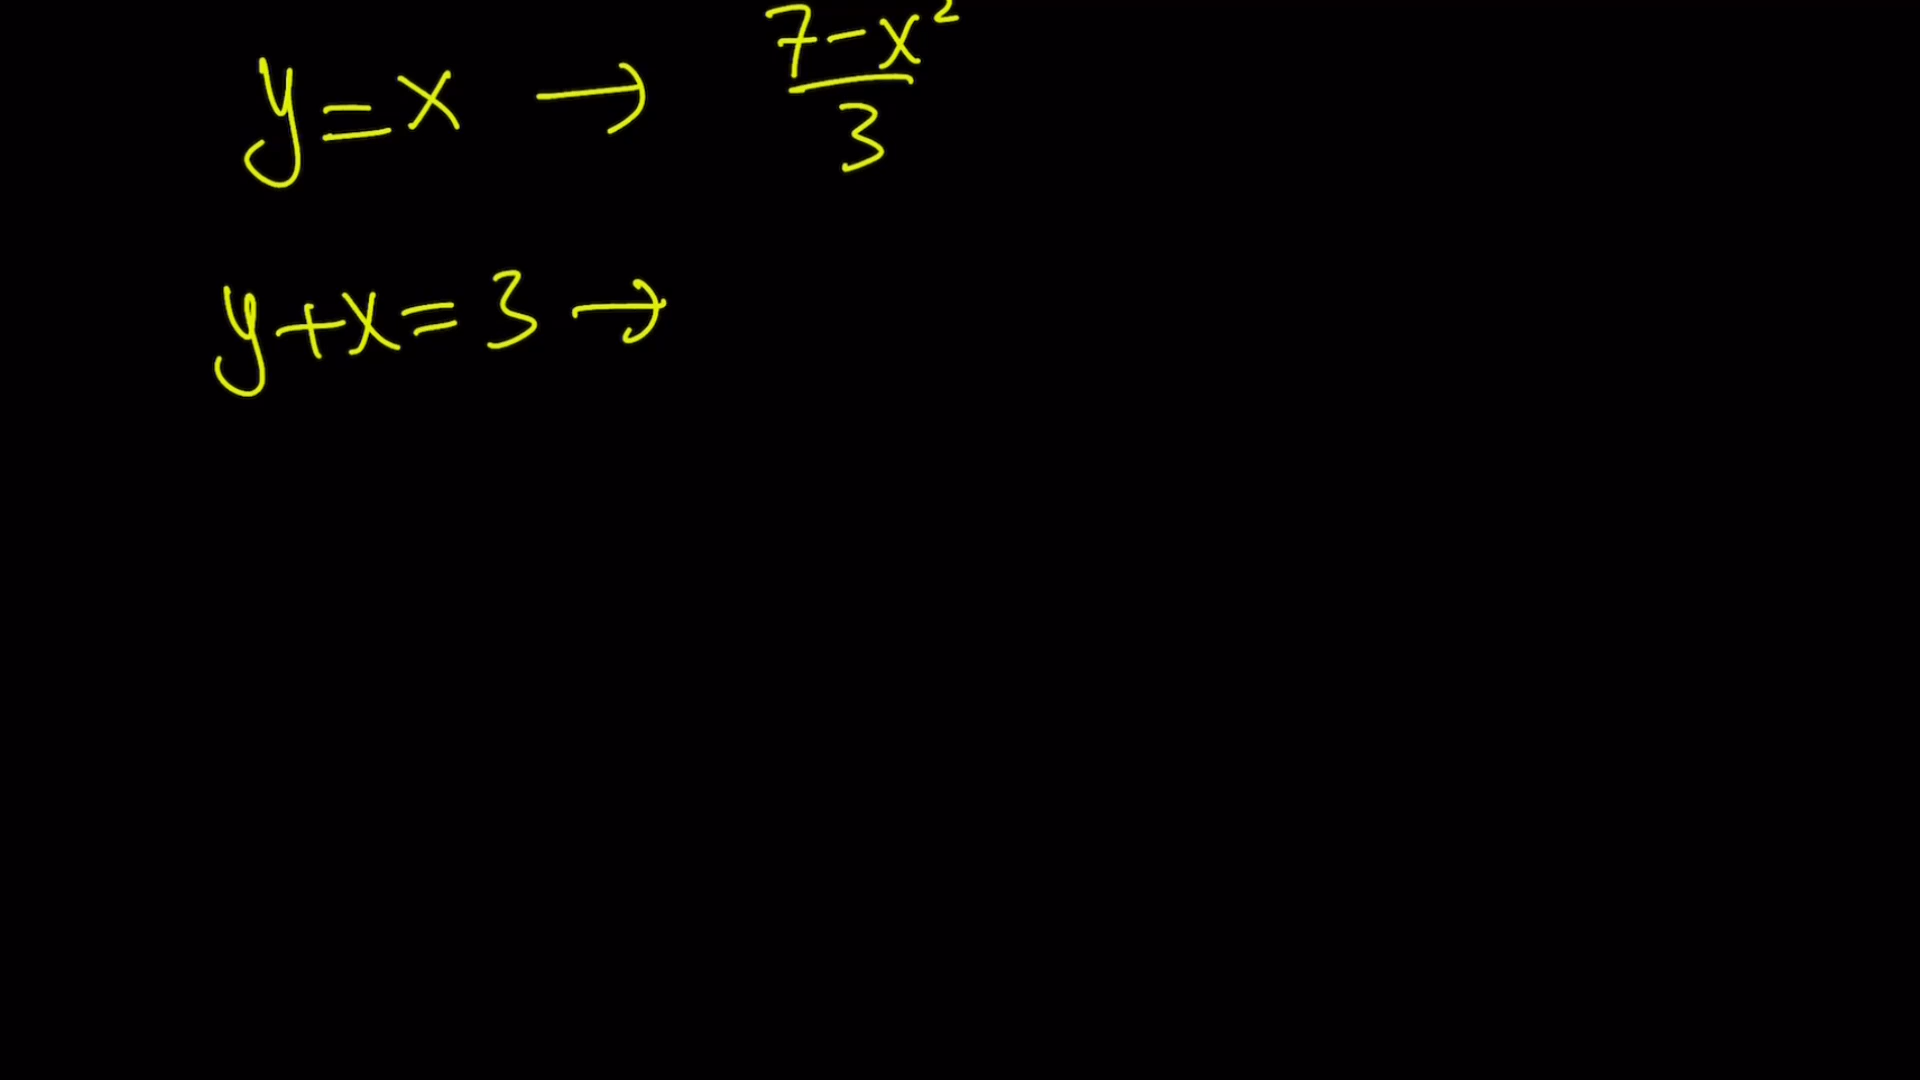 y = x → (7 - x²)/3
y + x = 3 →